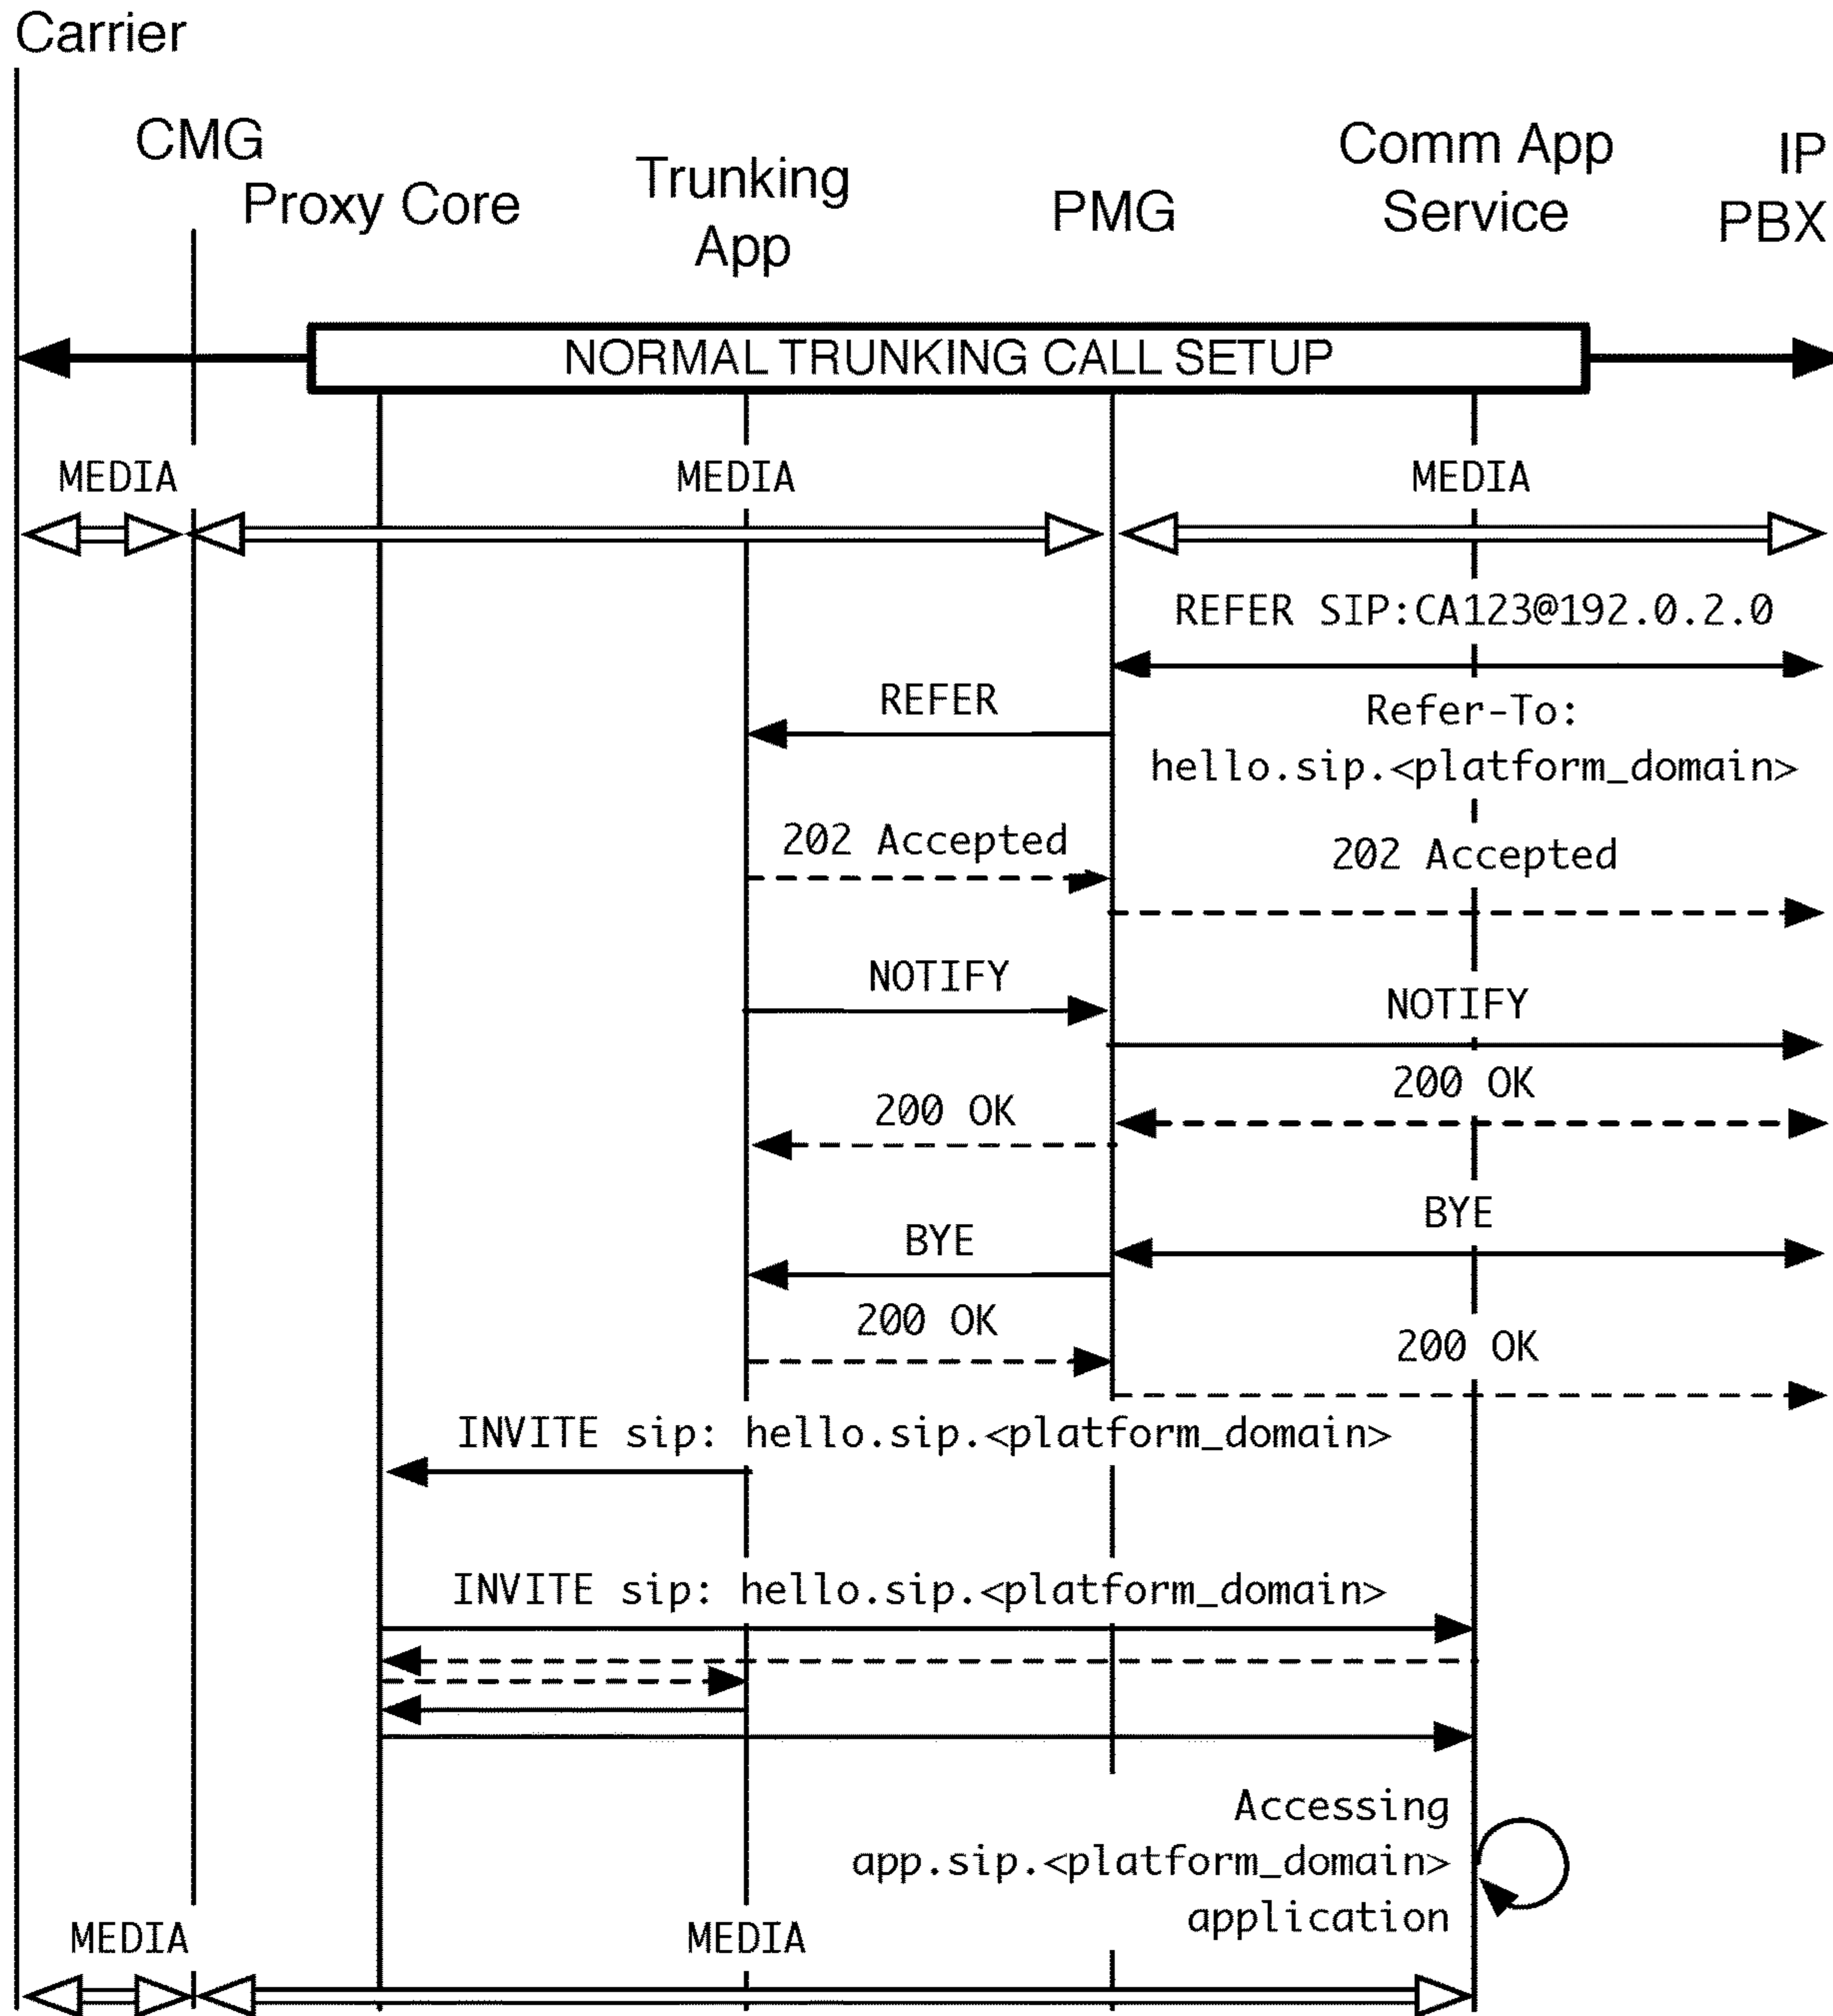 Carrier
CMG
Proxy Core
Trunking
App
PMG
Comm App
Service
IP
PBX
NORMAL TRUNKING CALL SETUP
MEDIA
MEDIA
MEDIA
REFER SIP:CA123@192.0.2.0
REFER
Refer-To:
hello.sip.<platform_domain>
202 Accepted
202 Accepted
NOTIFY
NOTIFY
200 OK
200 OK
BYE
BYE
200 OK
200 OK
INVITE sip: hello.sip.<platform_domain>
INVITE sip: hello.sip.<platform_domain>
Accessing
app.sip.<platform_domain>
application
MEDIA
MEDIA